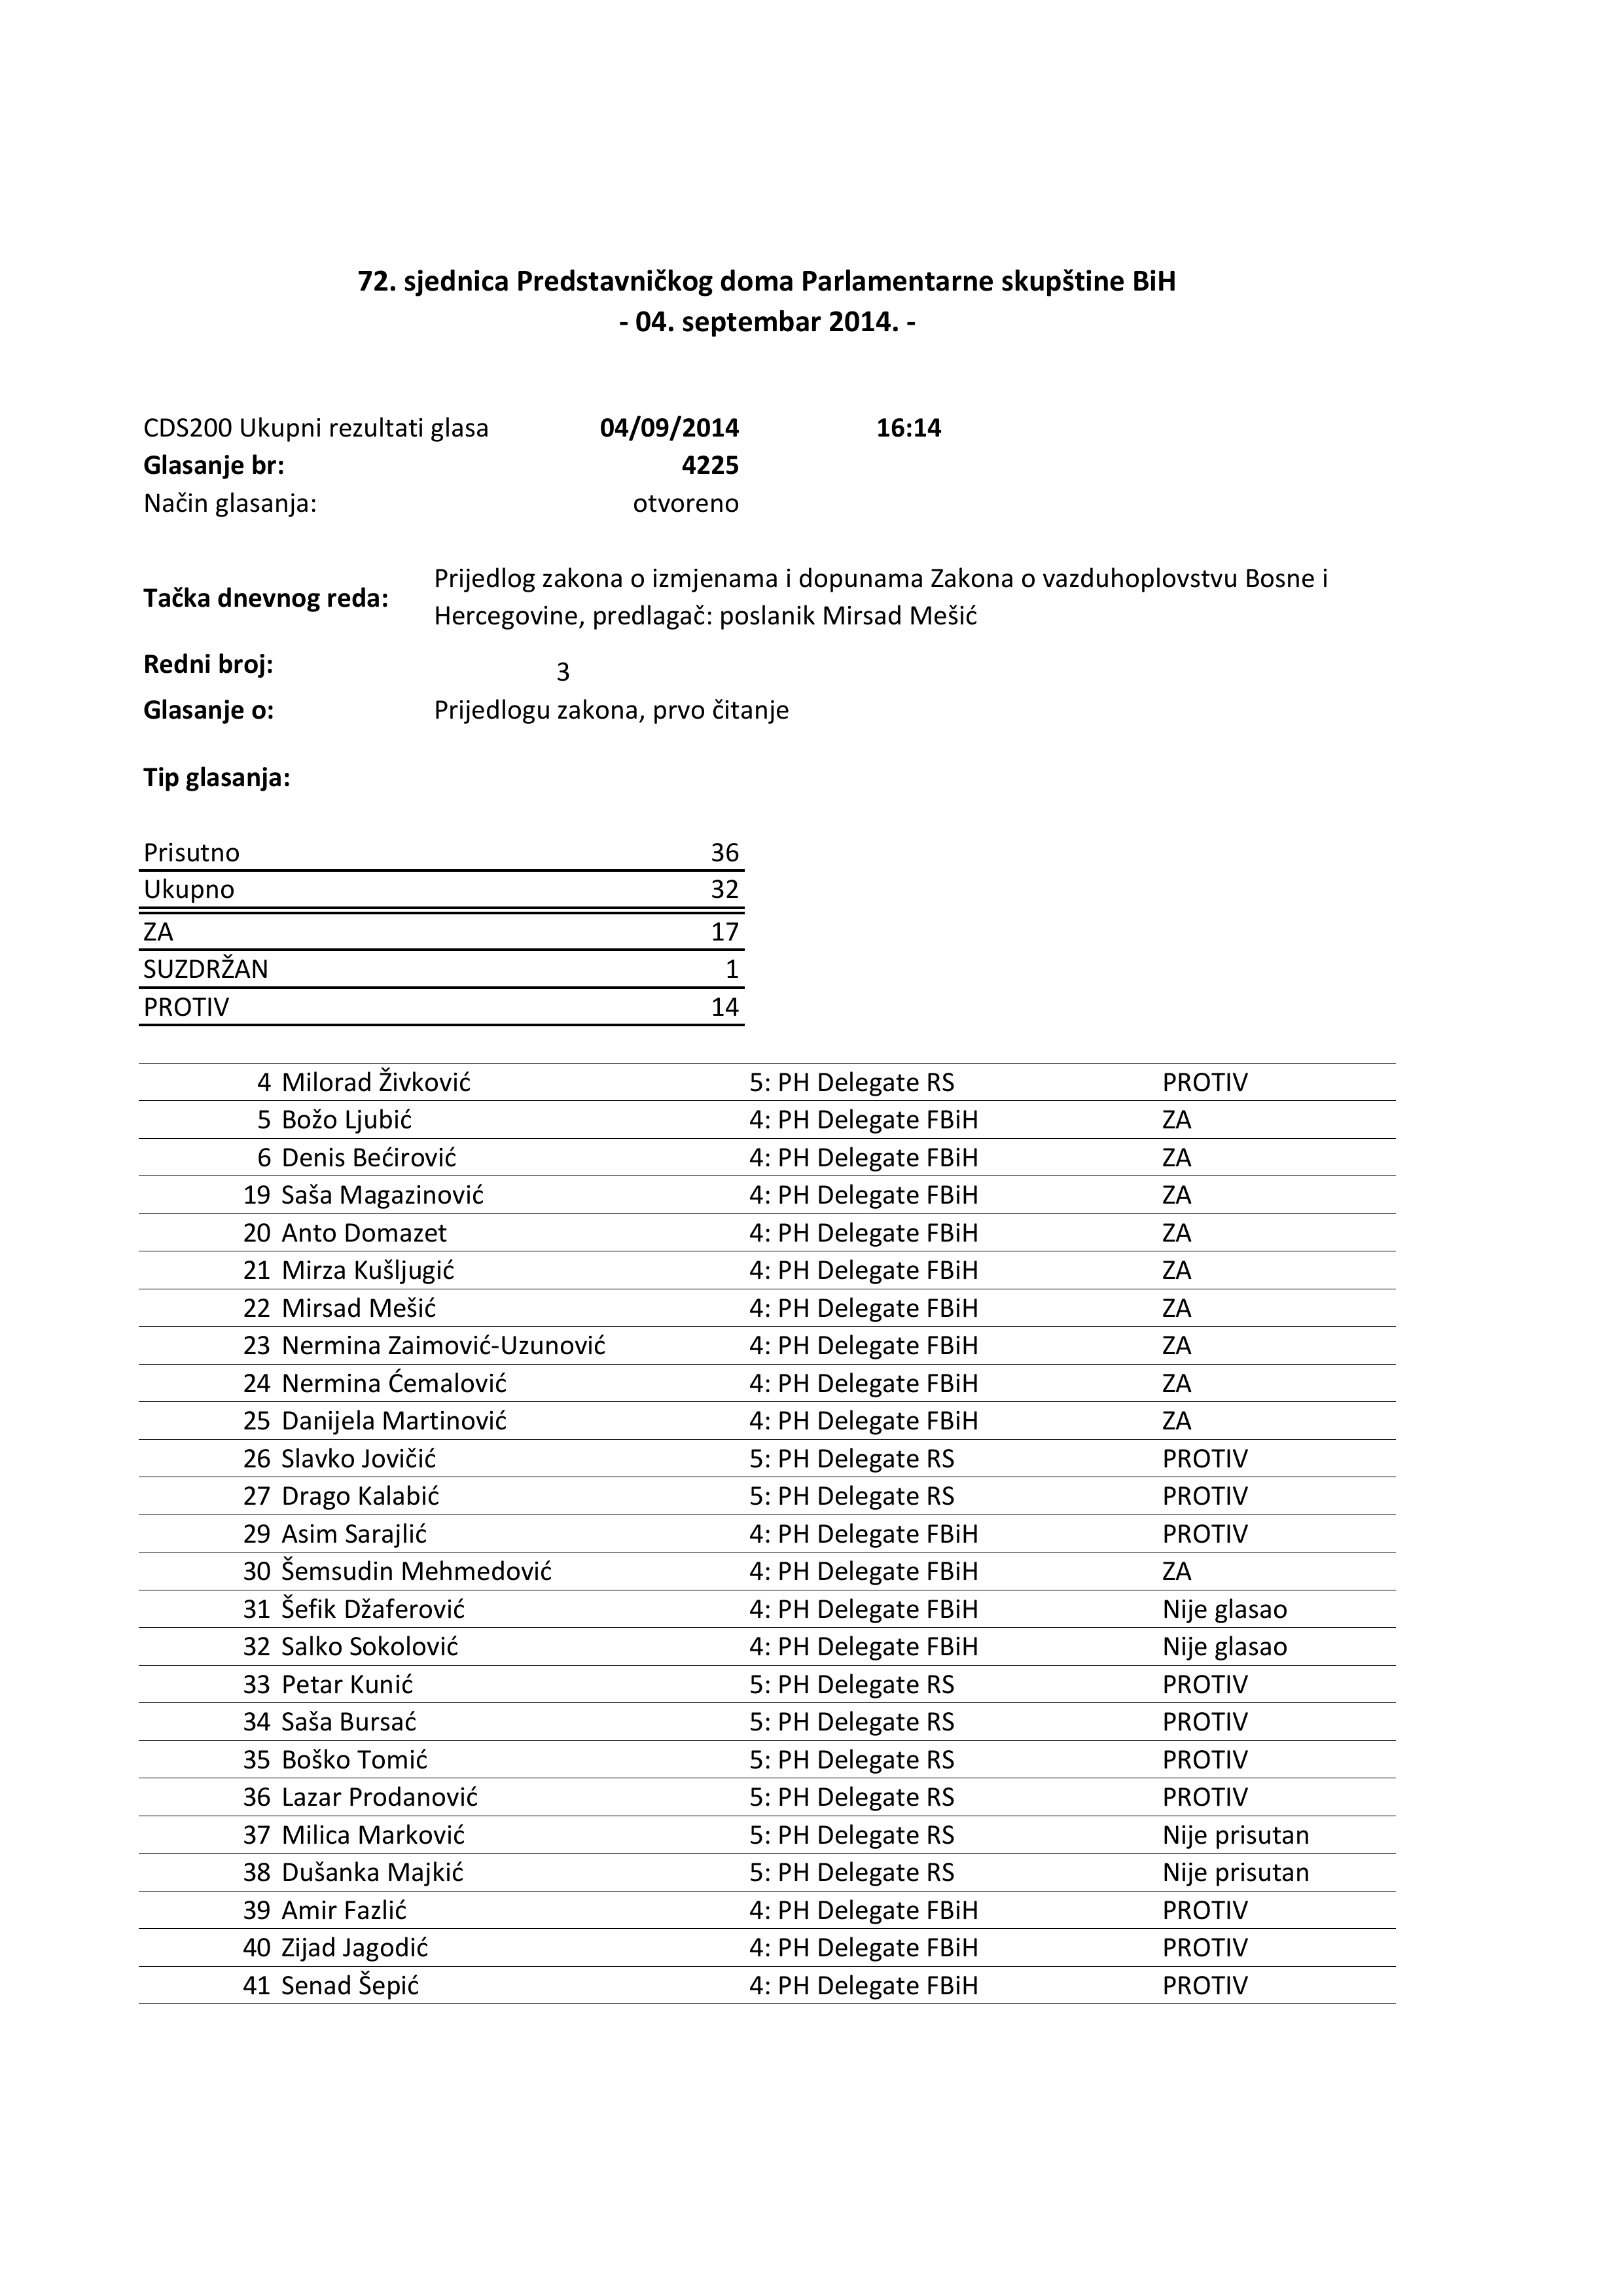 72. sjednica Predstavničkog doma Parlamentarne skupštine BiH
- 04. septembar 2014. -
CDS200 Ukupni rezultati glasa 04/09/2014 16:14
Glasanje br: 4225
Način glasanja: otvoreno
Tačka dnevnog reda: Prijedlog zakona o izmjenama i dopunama Zakona o vazduhoplovstvu Bosne i
Hercegovine, predlagač: poslanik Mirsad Mešić
Redni broj: 3
Glasanje o: Prijedlogu zakona, prvo čitanje
Tip glasanja:
Prisutno 36
Ukupno 32
ZA 17
SUZDRŽAN 1
PROTIV 14
4 Milorad Živković 5: PH Delegate RS PROTIV
5 Božo Ljubić 4: PH Delegate FBiH ZA
6 Denis Bećirović 4: PH Delegate FBiH ZA
19 Saša Magazinović 4: PH Delegate FBiH ZA
20 Anto Domazet 4: PH Delegate FBiH ZA
21 Mirza Kušljugić 4: PH Delegate FBiH ZA
22 Mirsad Mešić 4: PH Delegate FBiH ZA
23 Nermina Zaimović-Uzunović 4: PH Delegate FBiH ZA
24 Nermina Ćemalović 4: PH Delegate FBiH ZA
25 Danijela Martinović 4: PH Delegate FBiH ZA
26 Slavko Jovičić 5: PH Delegate RS PROTIV
27 Drago Kalabić 5: PH Delegate RS PROTIV
29 Asim Sarajlić 4: PH Delegate FBiH PROTIV
30 Šemsudin Mehmedović 4: PH Delegate FBiH ZA
31 Šefik Džaferović 4: PH Delegate FBiH Nije glasao
32 Salko Sokolović 4: PH Delegate FBiH Nije glasao
33 Petar Kunić 5: PH Delegate RS PROTIV
34 Saša Bursać 5: PH Delegate RS PROTIV
35 Boško Tomić 5: PH Delegate RS PROTIV
36 Lazar Prodanović 5: PH Delegate RS PROTIV
37 Milica Marković 5: PH Delegate RS Nije prisutan
38 Dušanka Majkić 5: PH Delegate RS Nije prisutan
39 Amir Fazlić 4: PH Delegate FBiH PROTIV
40 Zijad Jagodić 4: PH Delegate FBiH PROTIV
41 Senad Šepić 4: PH Delegate FBiH PROTIV